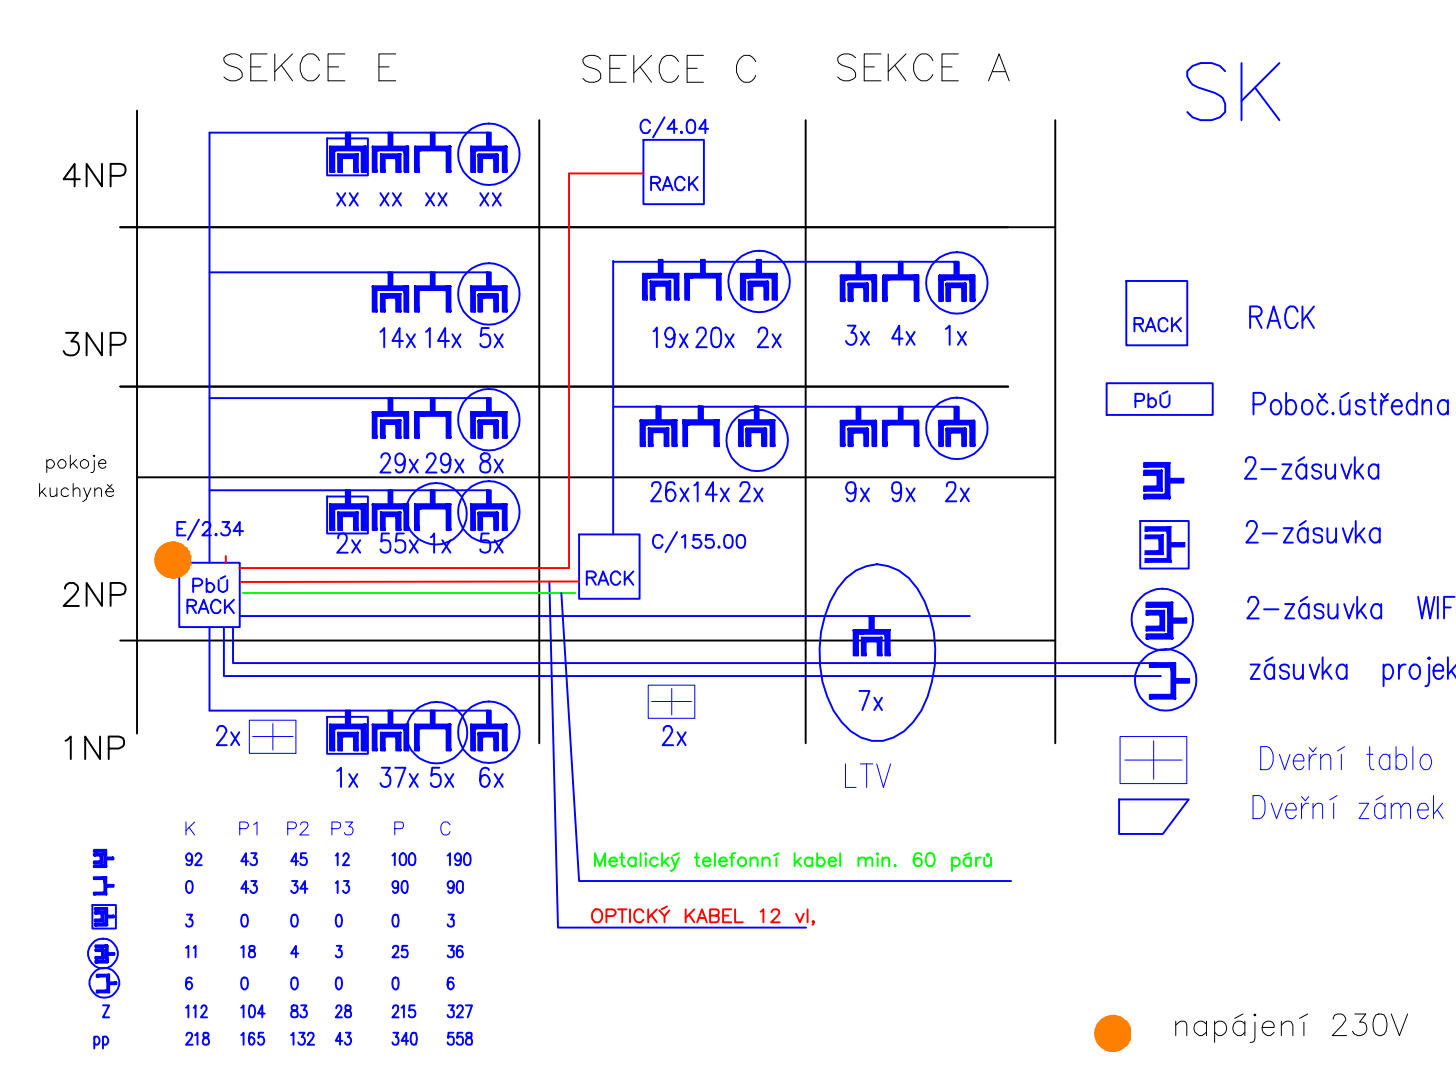 SEKCE E SEKCE C SEKCE A SK
C/4.04
4NP RACK
xx xx xx xx
3NP 14x 14x 5x 19x 20x 2x 3x 4x 1x
RACK RACK
PbÚ Poboč.ústředna
29x 29x 8x
pokoje
kuchyně
26x 14x 2x 9x 9x 2x
2-zásuvka
E/2.34
2x 55x 1x 5x C/155.00
2-zásuvka
2NP PbÚ
RACK
RACK
2-zásuvka WIF
zásuvka projek
7x
2x 2x
1NP 1x 37x 5x 6x
LTV
Dveřní tablo
Dveřní zámek
K P1 P2 P3 P C
92 43 45 12 100 190
0 43 34 13 90 90
3 0 0 0 0 3
11 18 4 3 25 36
6 0 0 0 0 6
Z 112 104 83 28 215 327
pp 218 165 132 43 340 558
Metalický telefonní kabel min. 60 párů
OPTICKÝ KABEL 12 vl,
napájení 230V